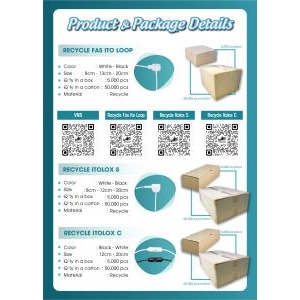 Product & Package Details
RECYCLE FAS ITO LOOP
Color : White - Black
Size : 8cm - 13cm - 20cm
Q'ty in a box : 5,000 pcs
Q'ty in a carton : 50,000 pcs
Material : Recycle
VNB
Recycle Fas Ito Loop
Recycle Itolox S
Recycle Itolox C
RECYCLE ITOLOX S
Color : White - Black
Size : 8cm - 12cm - 20cm
Q'ty in a box : 5,000 pcs
Q'ty in a carton : 50,000 pcs
Material : Recycle
RECYCLE ITOLOX C
Color : Black - White
Size : 12cm - 20cm
Q'ty in a box : 5,000 pcs
Q'ty in a carton : 50,000 pcs
Material : Recycle